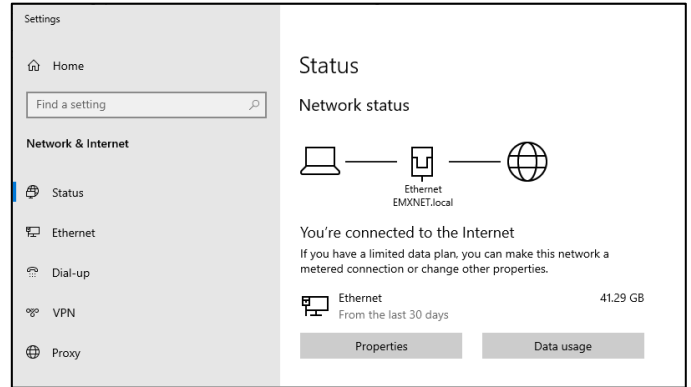 Settings
Home
Find a setting
Network & Internet
Status
Ethernet
Dial-up
VPN
Proxy
Status
Network status
Ethernet
EMXNET.local
You're connected to the Internet
If you have a limited data plan, you can make this network a
metered connection or change other properties.
Ethernet 41.29 GB
From the last 30 days
Properties Data usage